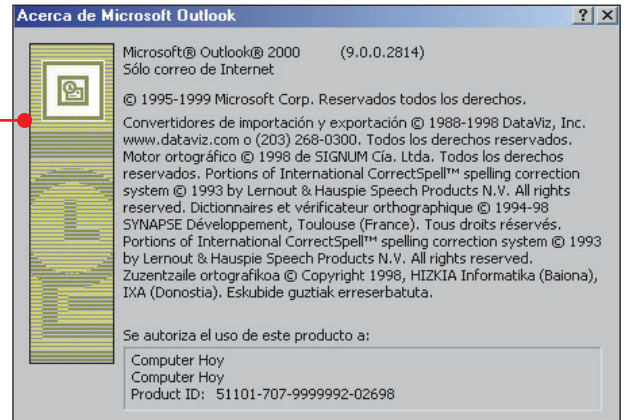 Acerca de Microsoft Outlook
Microsoft® Outlook® 2000 (9.0.0.2814)
Sólo correo de Internet
© 1995-1999 Microsoft Corp. Reservados todos los derechos.
Convertidores de importación y exportación © 1988-1998 DataViz, Inc.
www.dataviz.com o (203) 268-0300. Todos los derechos reservados.
Motor ortográfico © 1998 de SIGNUM Cía. Ltda. Todos los derechos
reservados. Portions of International CorrectSpell™ spelling correction
system © 1993 by Lernout & Hauspie Speech Products N.V. All rights
reserved. Dictionnaires et vérificateur orthographique © 1994-98
SYNAPSE Développement, Toulouse (France). Tous droits réservés.
Portions of International CorrectSpell™ spelling correction system © 1993
by Lernout & Hauspie Speech Products N.V. All rights reserved.
Zuzentzaile ortografikoa © Copyright 1998, HIZKIA Informatika (Baiona),
IXA (Donostia). Eskubide guztiak erreserbatuta.
Se autoriza el uso de este producto a:
Computer Hoy
Computer Hoy
Product ID: 51101-707-9999992-02698